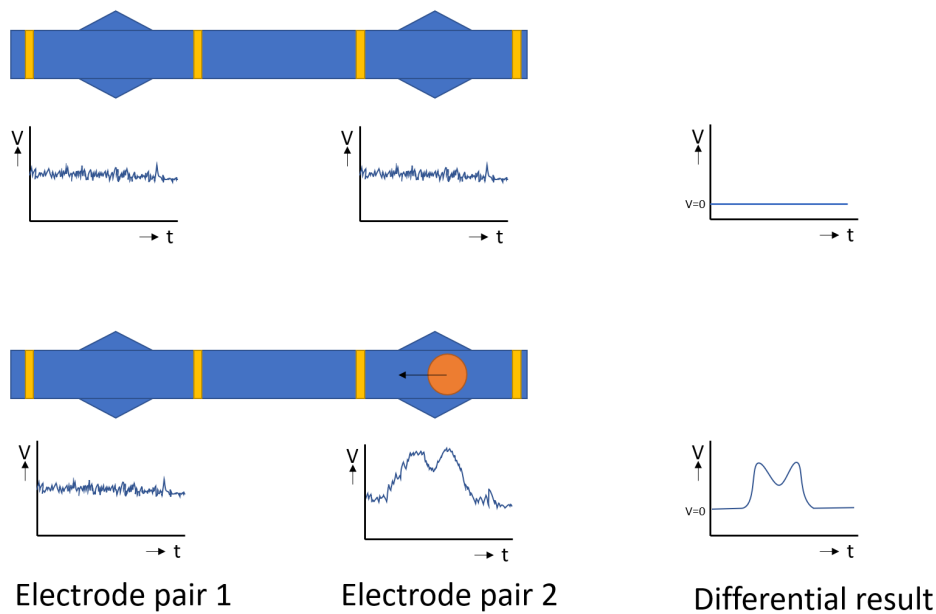 V
t
V
t
V
V=0
t
V
t
V
t
V
V=0
t
Electrode pair 1
Electrode pair 2
Differential result